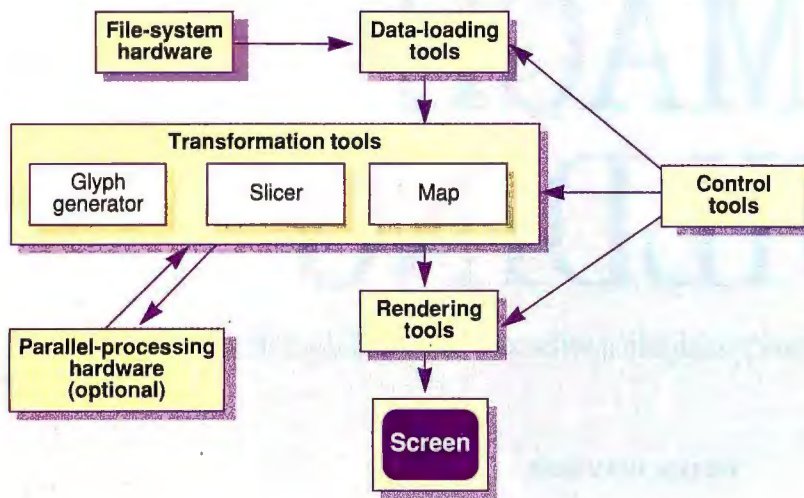 File-system
hardware
Data-loading
tools
Transformation tools
Glyph
generator
Slicer
Map
Control
tools
Parallel-processing
hardware
(optional)
Rendering
tools
Screen